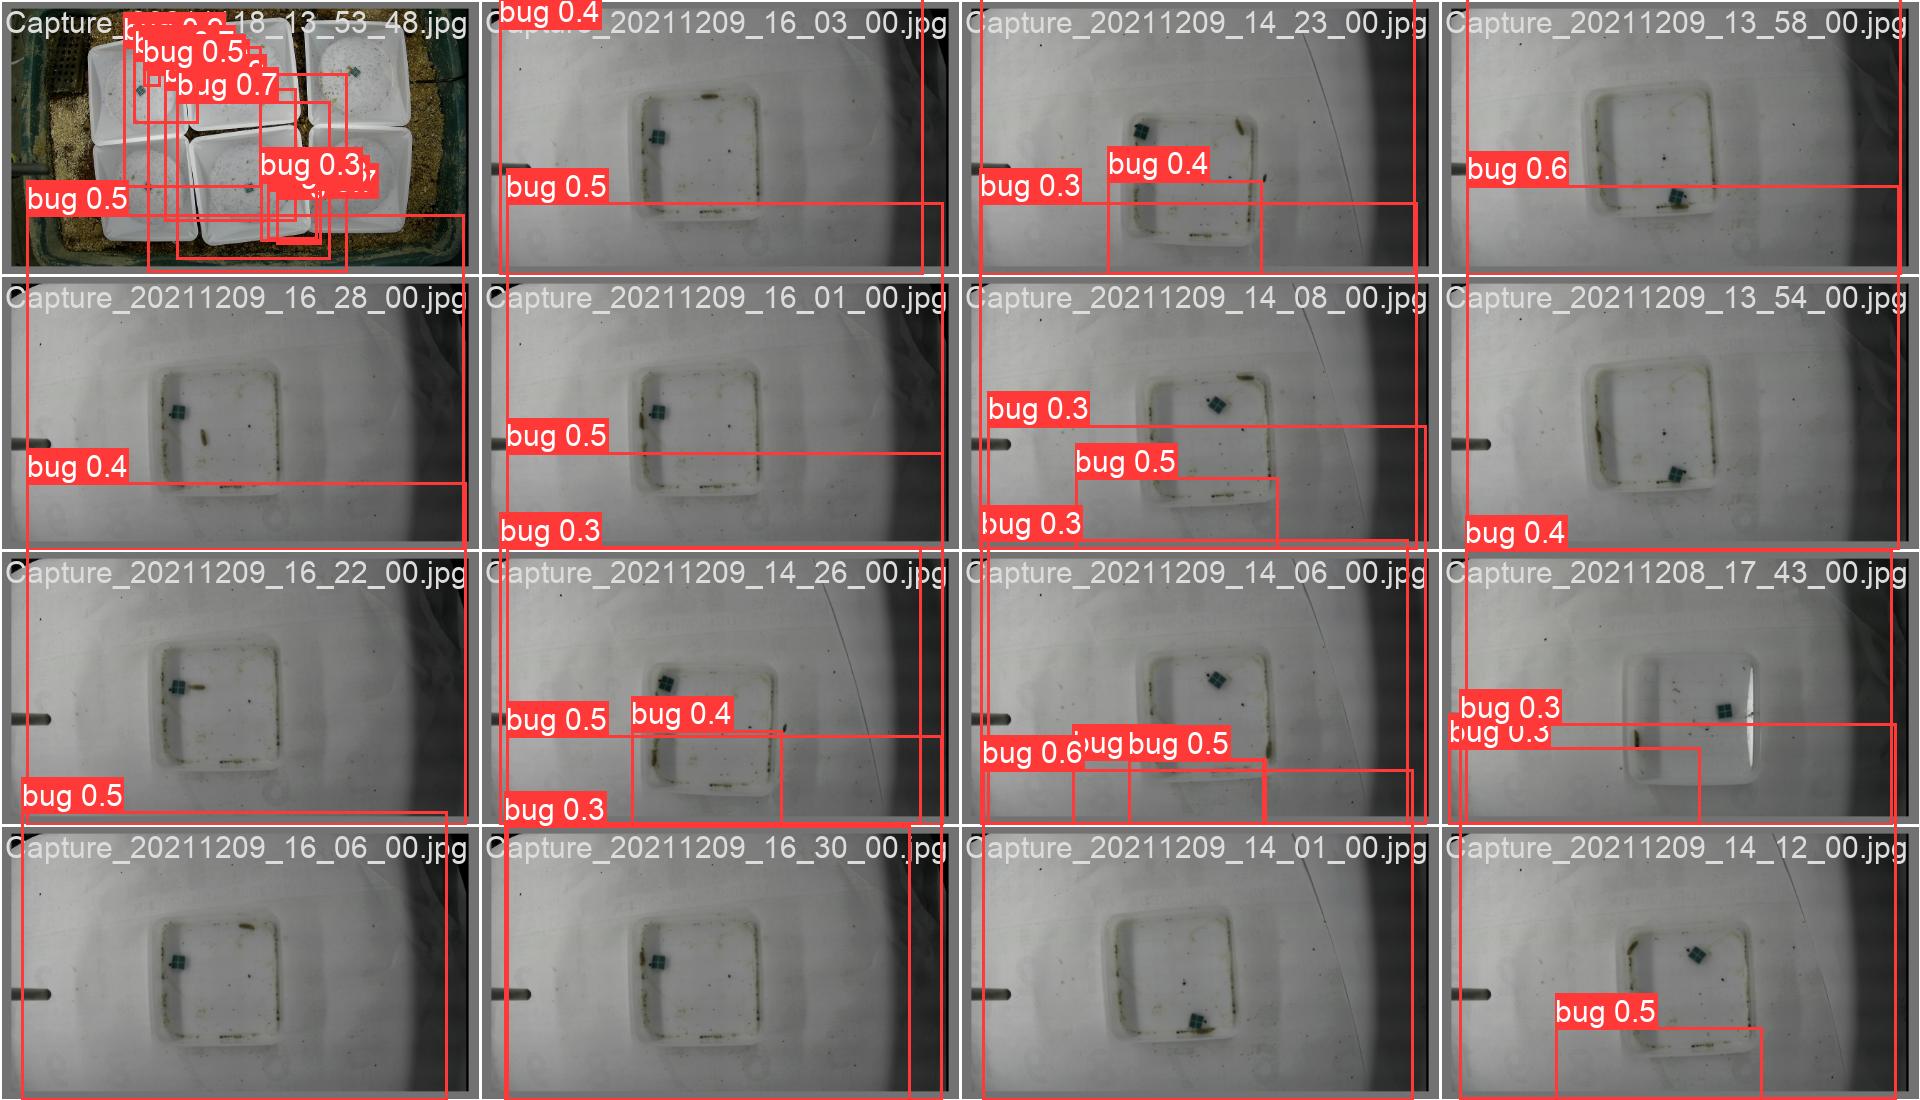 bug 0.5
bug 0.7
bug 0.3
bug 0.5
Capture_20211209_16_03_00.jpg
bug 0.4
bug 0.5
Capture_20211209_14_23_00.jpg
bug 0.4
bug 0.3
Capture_20211209_13_58_00.jpg
bug 0.6
Capture_20211209_16_28_00.jpg
bug 0.4
Capture_20211209_16_01_00.jpg
bug 0.5
bug 0.3
Capture_20211209_14_08_00.jpg
bug 0.3
bug 0.5
bug 0.3
Capture_20211209_13_54_00.jpg
bug 0.4
Capture_20211209_16_22_00.jpg
bug 0.5
Capture_20211209_14_26_00.jpg
bug 0.5
bug 0.4
bug 0.3
Capture_20211209_14_06_00.jpg
bug 0.6
bug
bug 0.5
Capture_20211208_17_43_00.jpg
bug 0.3
bug 0.3
Capture_20211209_16_06_00.jpg
Capture_20211209_16_30_00.jpg
Capture_20211209_14_01_00.jpg
Capture_20211209_14_12_00.jpg
bug 0.5